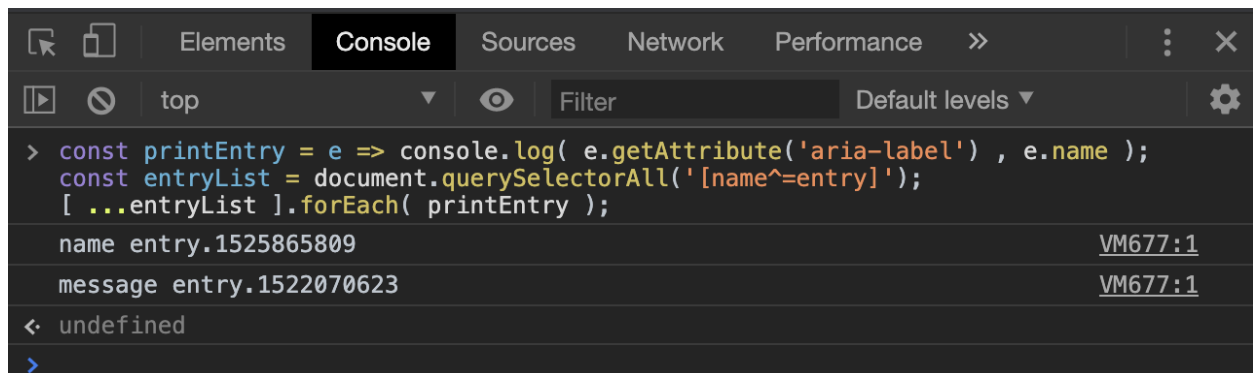 Elements Console Sources Network Performance »
top ▼ Filter Default levels ▼
> const printEntry = e => console.log( e.getAttribute('aria-label') , e.name );
const entryList = document.querySelectorAll('[name^=entry]');
[ ...entryList ].forEach( printEntry );
name entry.1525865809 VM677:1
message entry.1522070623 VM677:1
undefined
>